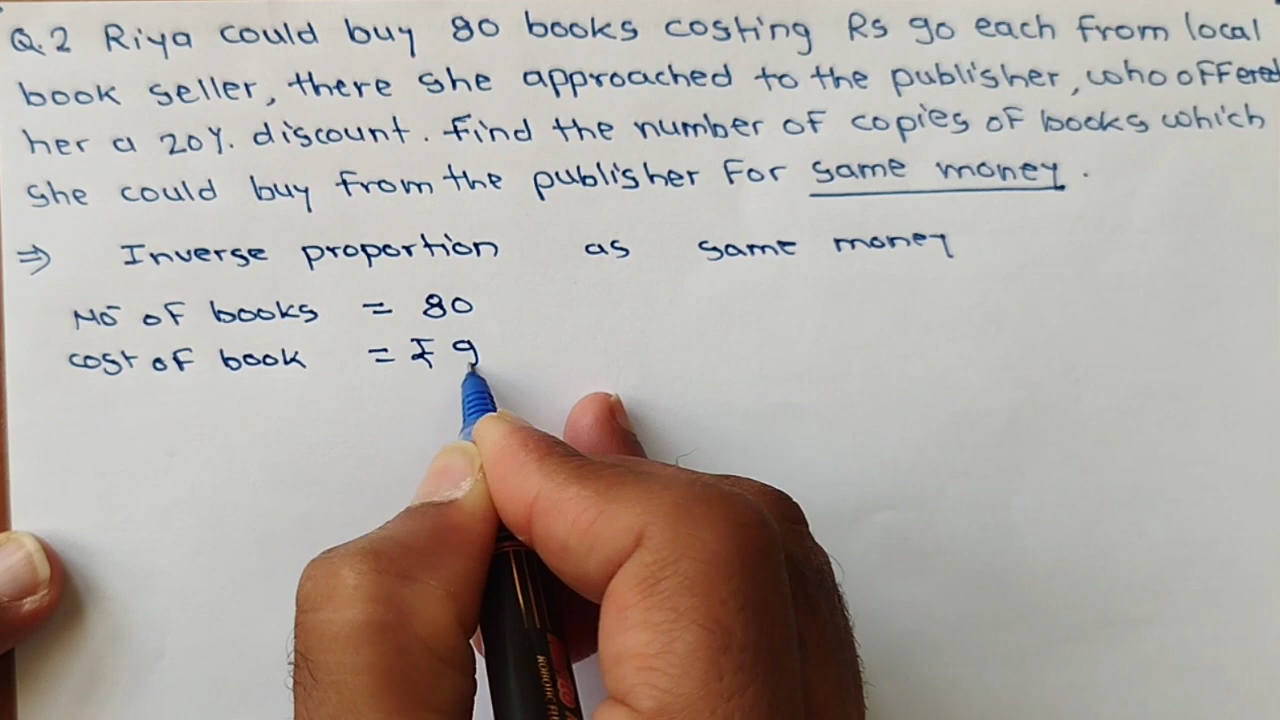 Q.2 Riya could buy 80 books costing Rs 90 each from local
book seller, there she approached to the publisher, who offered
her a 20%. discount. Find the number of copies of books which
she could buy from the publisher for same money.
⇒ Inverse proportion as same money
No of books = 80
cost of book = ₹ 9